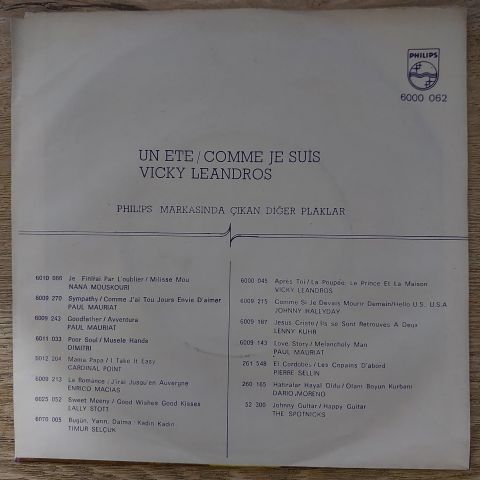 PHILIPS
6000 062
UN ETE / COMME JE SUIS
VICKY LEANDROS
PHILIPS MARKASINDA ÇIKAN DİĞER PLAKLAR
6010 066 Je Finirai Par L'oublier / Milisse Mou
NANA MOUSKOURI
6009 270 Sympathy / Comme J'ai Tou Jours Envie D'aimer
PAUL MAURIAT
6009 243 Goodfather / Avventura
PAUL MAURIAT
6011 033 Poor Soul / Musele Handa
DIMITRI
5012 204 Mama Papa / I Take It Easy
CARDINAL POINT
6009 213 La Romance / J'irai Jusqu'en Auvergne
ENRICO MACIAS
6025 052 Sweet Meeny / Good Wishes Good Kisses
LALLY STOTT
6070 005 Bugün, Yarın, Daima / Kadın Kadın
TIMUR SELÇUK
6000 045 Après Toi / La Poupée, Le Prince Et La Maison
VICKY LEANDROS
6009 215 Comme Si Je Devais Mourir Demain / Hello U.S. U.S.A
JOHNNY HALLYDAY
6009 187 Jesus Cristo / Ils se Sont Retrouves A Deux
LENNY KUHR
6009 143 Love Story / Melancholy Man
PAUL MAURIAT
261 548 El Cordobes / Les Copains D'abord
PIERRE SELLIN
260 165 Hatıralar Hayal Oldu / Olam Boyun Kurbanı
DARIO MORENO
52 300 Johnny Guitar / Happy Guitar
THE SPOTNICKS